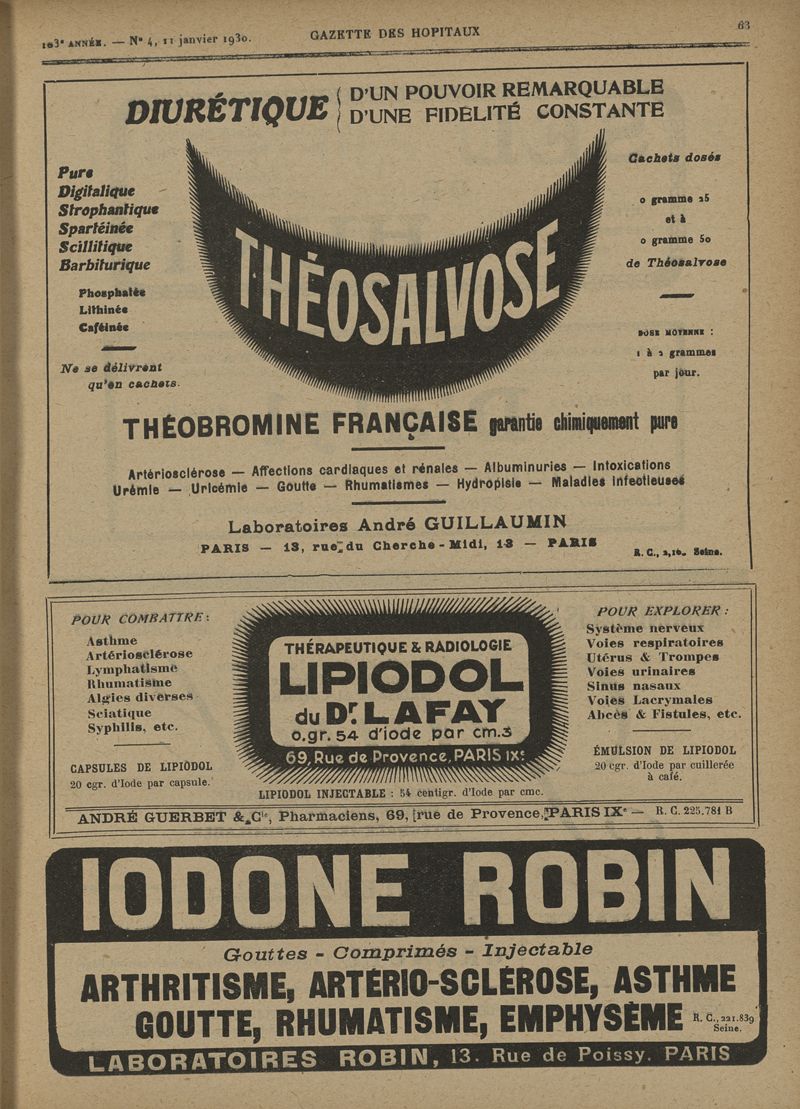 103e ANNÉE. — N° 4, 11 janvier 1930.
GAZETTE DES HOPITAUX
63
DIURÉTIQUE
D'UN POUVOIR REMARQUABLE
D'UNE FIDÉLITÉ CONSTANTE
Pure
Digitalique
Strophantique
Spartéinée
Scillitique
Barbiturique
Phosphatée
Lithinée
Caféinée
Ne se délivrent
qu'en cachets.
THÉOSALVOSE
Cachets dosés
0 gramme 25
et à
0 gramme 50
de Théosalvose
DOSE MOYENNE :
1 à 2 grammes
par jour.
THÉOBROMINE FRANÇAISE garantie chimiquement pure
Artériosclérose — Affections cardiaques et rénales — Albuminuries — Intoxications
Urémie — Uricémie — Goutte — Rhumatismes — Hydropisie — Maladies infectieuses
Laboratoires André GUILLAUMIN
PARIS — 13, rue du Cherche-Midi, 13 — PARIS
R. C., Seine.
POUR COMBATTRE :
Asthme
Artériosclérose
Lymphatisme
Rhumatisme
Algies diverses
Sciatique
Syphilis, etc.
CAPSULES DE LIPIODOL
20 cgr. d'Iode par capsule.
THÉRAPEUTIQUE & RADIOLOGIE
LIPIODOL
du Dr. LAFAY
0.gr. 54 d'iode par cm.3
69, Rue de Provence, PARIS IXe
LIPIODOL INJECTABLE : 54 centigr. d'Iode par cmc.
POUR EXPLORER :
Système nerveux
Voies respiratoires
Utérus & Trompes
Voies urinaires
Sinus nasaux
Voies Lacrymales
Abcès & Fistules, etc.
ÉMULSION DE LIPIODOL
20 cgr. d'Iode par cuillerée
à café.
ANDRÉ GUERBET & Cie, Pharmaciens, 69, rue de Provence, PARIS IXe — R. C. 225.781 B
IODONE ROBIN
Gouttes - Comprimés - Injectable
ARTHRITISME, ARTÉRIO-SCLÉROSE, ASTHME
GOUTTE, RHUMATISME, EMPHYSÈME
R. C., 221.839
Seine.
LABORATOIRES ROBIN, 13. Rue de Poissy. PARIS